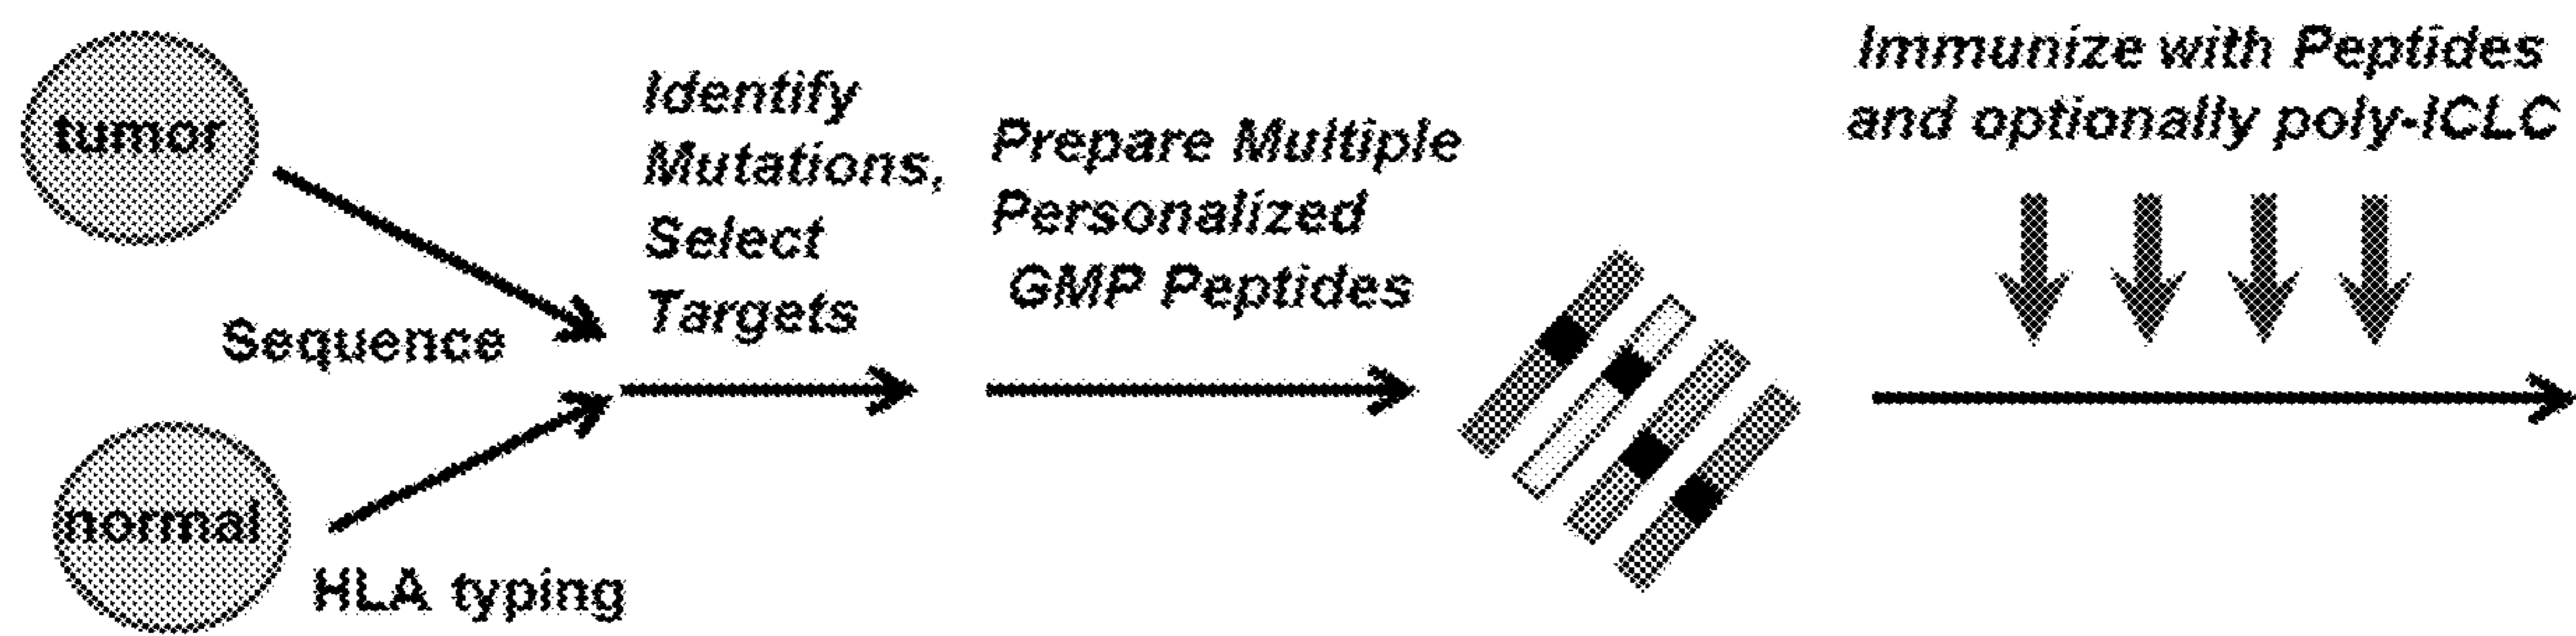 tumor
Sequence
normal
HLA typing
Identify
Mutations,
Select
Targets
Prepare Multiple
Personalized
GMP Peptides
Immunize with Peptides
and optionally poly-ICLC